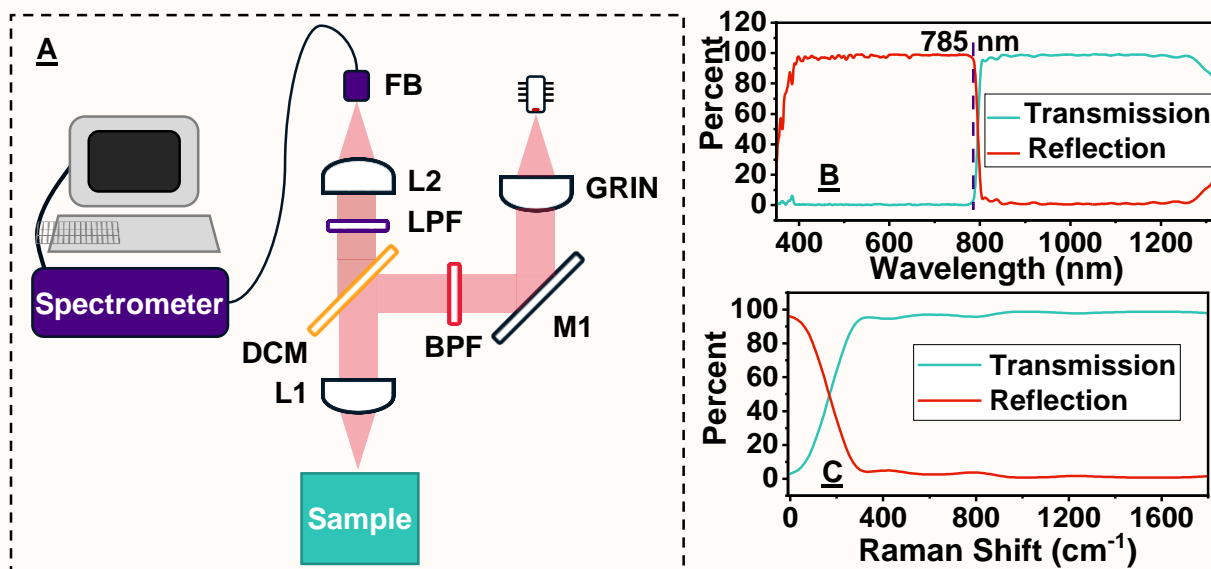 A
FB
L2
GRIN
LPF
Spectrometer
DCM
BPF
M1
L1
Sample
785 nm
120
100
80
60
40
20
0
Percent
Transmission
Reflection
B
400
600
800
1000
1200
Wavelength (nm)
100
80
60
40
20
0
Percent
Transmission
Reflection
C
0
400
800
1200
1600
Raman Shift (cm⁻¹)